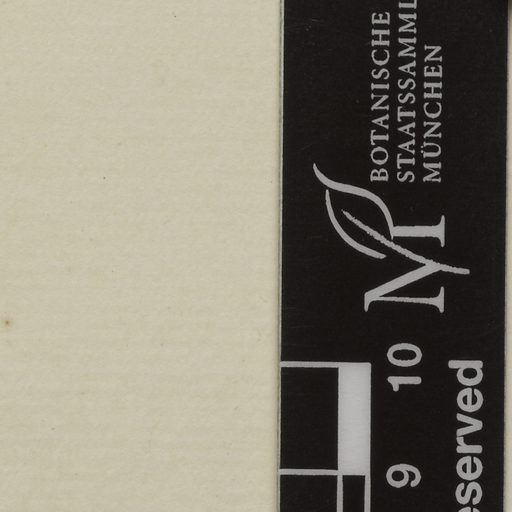 BOTANISCHE
STAATSSAMML
MÜNCHEN
M
10
9
eserved